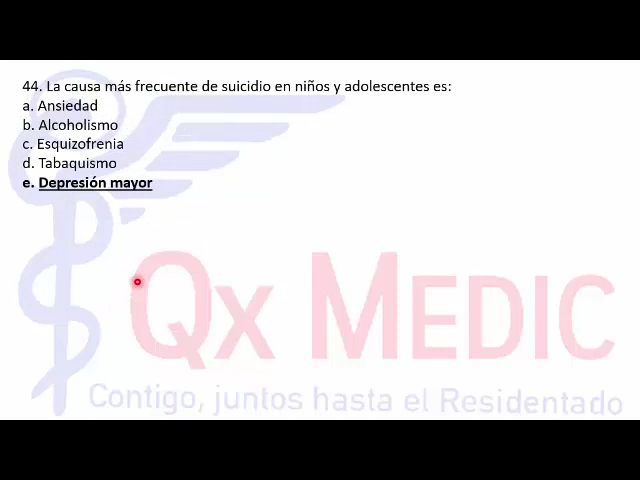 44. La causa más frecuente de suicidio en niños y adolescentes es:
a. Ansiedad
b. Alcoholismo
c. Esquizofrenia
d. Tabaquismo
e. Depresión mayor
Qx MEDIC
Contigo, juntos hasta el Residentado